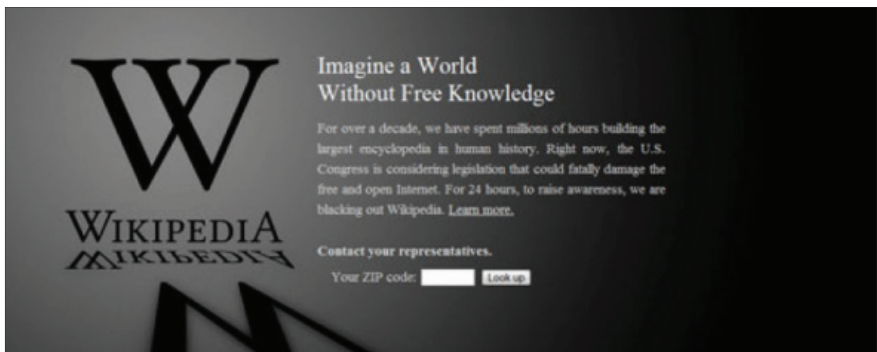 W
WIKIPEDIA
Imagine a World
Without Free Knowledge
For over a decade, we have spent millions of hours building the
largest encyclopedia in human history. Right now, the U.S.
Congress is considering legislation that could fatally damage the
free and open Internet. For 24 hours, to raise awareness, we are
blacking out Wikipedia. Learn more.
Contact your representatives.
Your ZIP code: Look up